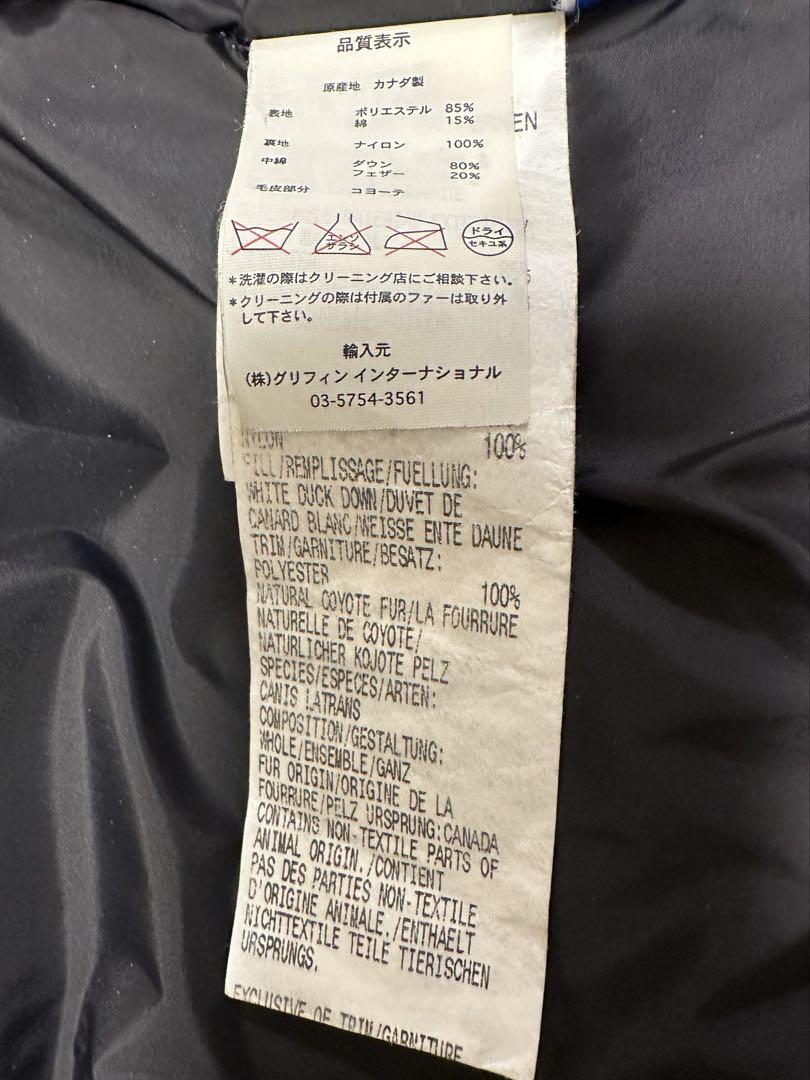 品質表示
原産地 カナダ製
表地 ポリエステル 85%
綿 15%
裏地 ナイロン 100%
中綿 ダウン 80%
フェザー 20%
毛皮部分 コヨーテ
エンソ
サラシ
ドライ
セキユ系
*洗濯の際はクリーニング店にご相談下さい。
*クリーニングの際は付属のファーは取り外
して下さい。
輸入元
(株)グリフィン インターナショナル
03-5754-3561
EN
NYLON 100%
FILL/REMPLISSAGE/FUELLUNG:
WHITE DUCK DOWN/DUVET DE
CANARD BLANC/WEISSE ENTE DAUNE
TRIM/GARNITURE/BESATZ:
POLYESTER 100%
NATURAL COYOTE FUR/LA FOURRURE
NATURELLE DE COYOTE/
NATURLICHER KOJOTE PELZ
SPECIES/ESPECES/ARTEN:
CANIS LATRANS
COMPOSITION/GESTALTUNG:
WHOLE/ENSEMBLE/GANZ
FUR ORIGIN/ORIGINE DE LA
FOURRURE/PELZ URSPRUNG:CANADA
CONTAINS NON-TEXTILE PARTS OF
ANIMAL ORIGIN./CONTIENT
PAS DES PARTIES NON-TEXTILE
D'ORIGINE ANIMALE./ENTHAELT
NICHTTEXTILE TEILE TIERISCHEN
URSPRUNGS.
EXCLUSIVE OF TRIM/GARNITURE